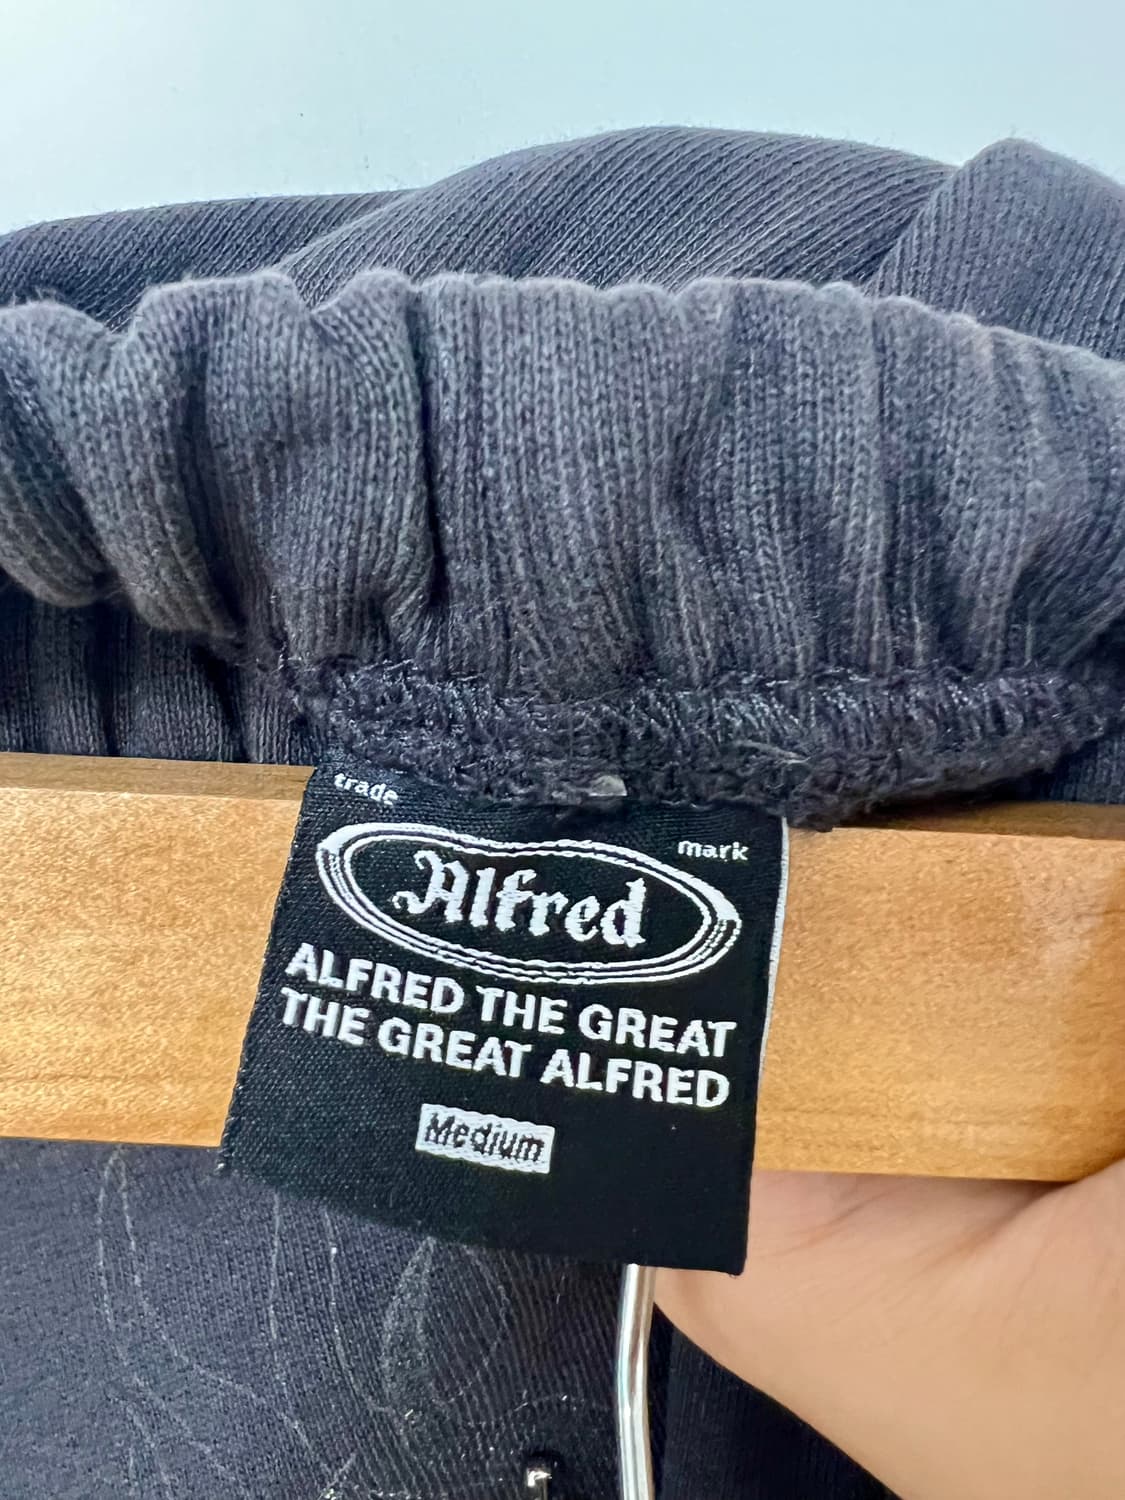 trade
mark
Alfred
ALFRED THE GREAT
THE GREAT ALFRED
Medium